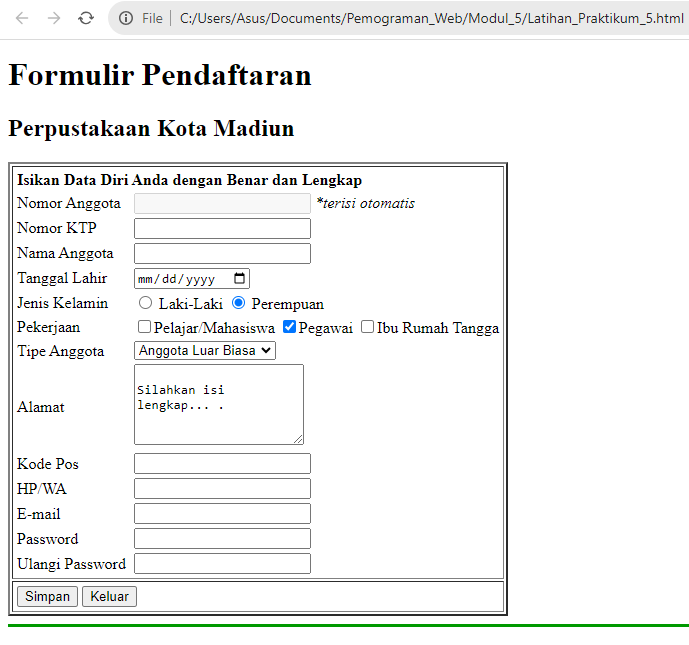 File C:/Users/Asus/Documents/Pemograman_Web/Modul_5/Latihan_Praktikum_5.html
Formulir Pendaftaran
Perpustakaan Kota Madiun
Isikan Data Diri Anda dengan Benar dan Lengkap
Nomor Anggota *terisi otomatis
Nomor KTP
Nama Anggota
Tanggal Lahir mm/dd/yyyy
Jenis Kelamin Laki-Laki Perempuan
Pekerjaan Pelajar/Mahasiswa Pegawai Ibu Rumah Tangga
Tipe Anggota Anggota Luar Biasa
Silahkan isi
lengkap... .
Alamat
Kode Pos
HP/WA
E-mail
Password
Ulangi Password
Simpan Keluar